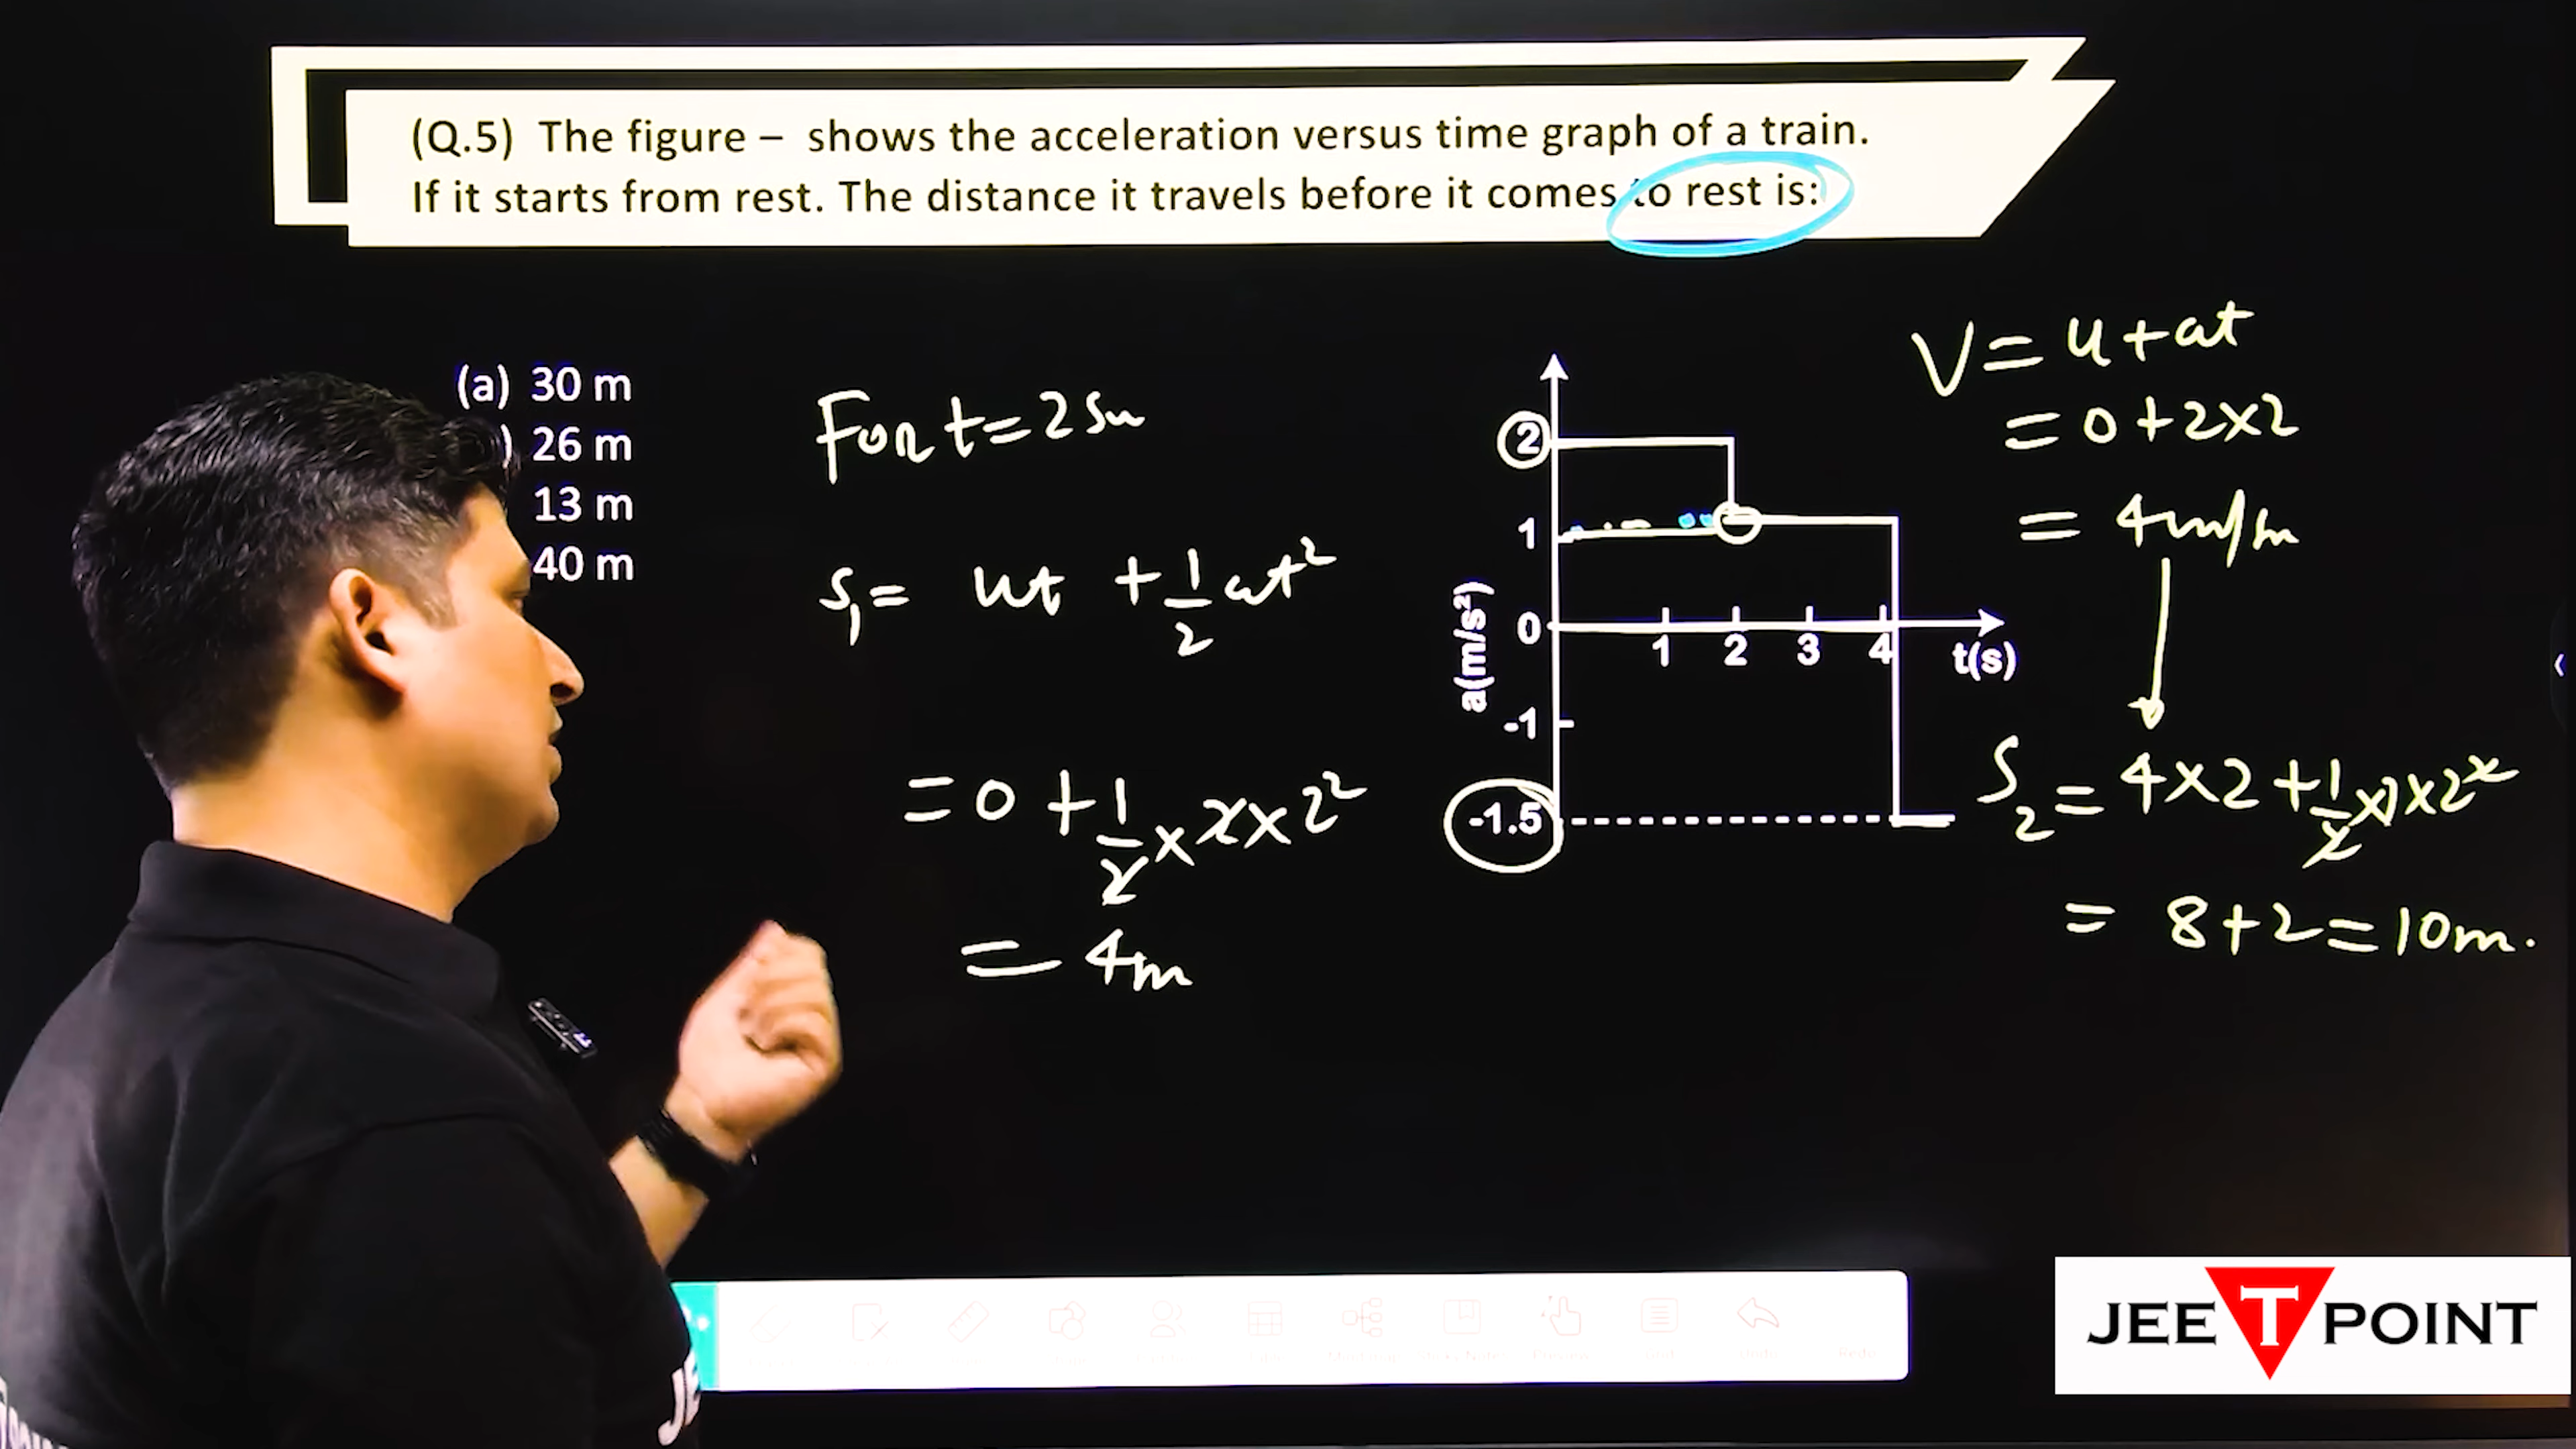 (Q.5) The figure – shows the acceleration versus time graph of a train.
If it starts from rest. The distance it travels before it comes to rest is:
(a) 30 m
) 26 m
13 m
40 m
For t = 2 Su
S₁ = ut + 1/2 at²
= 0 + 1/2 × 2 × 2²
= 4m
2
1
0
-1
-1.5
a(m/s²)
1 2 3 4
t(s)
V = u + at
= 0 + 2×2
= 4m/s
S₂ = 4×2 + 1/2 ×1×2²
= 8+2 = 10m.
JEE T POINT
JE